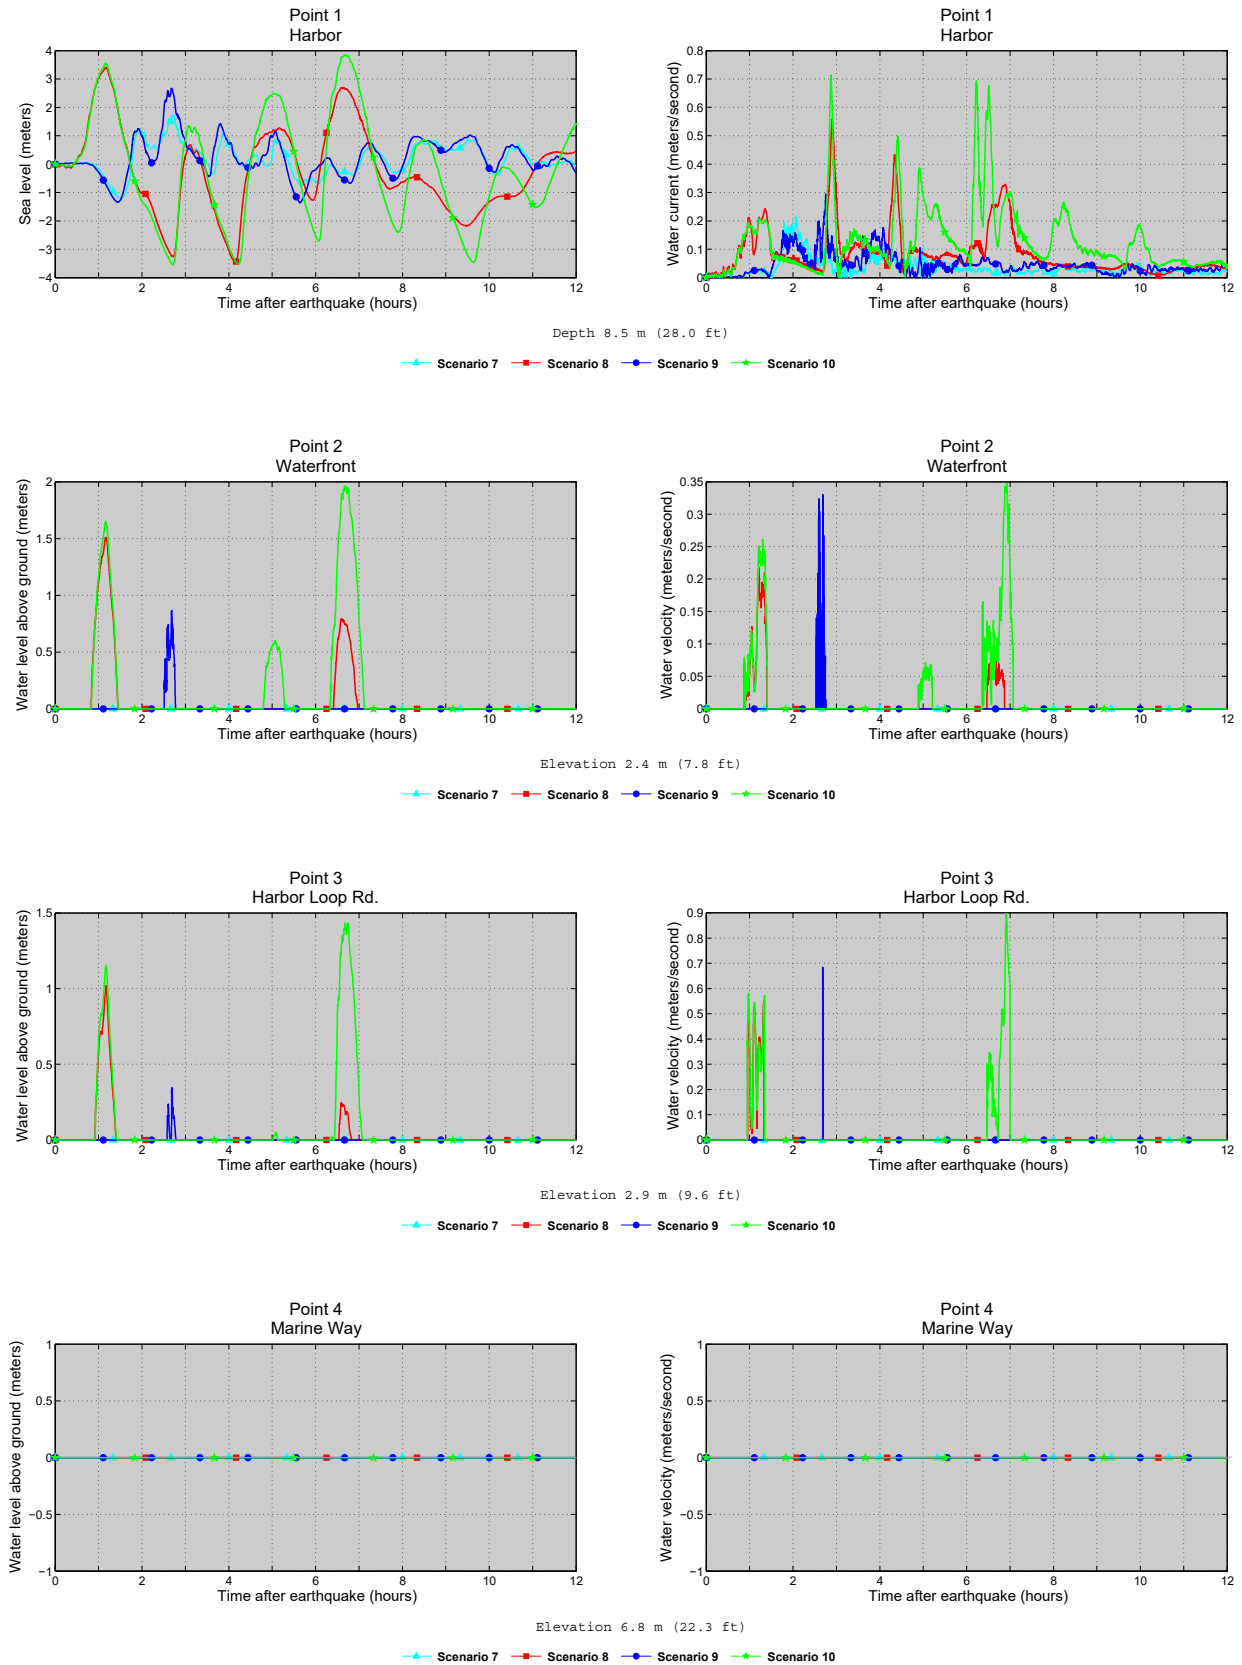 Point 1
Harbor
Sea level (meters)
4
3
2
1
0
−1
−2
−3
−4
0 2 4 6 8 10 12
Time after earthquake (hours)
Point 1
Harbor
Water current (meters/second)
0.8
0.7
0.6
0.5
0.4
0.3
0.2
0.1
0
0 2 4 6 8 10 12
Time after earthquake (hours)
Depth 8.5 m (28.0 ft)
Scenario 7 Scenario 8 Scenario 9 Scenario 10
Point 2
Waterfront
Water level above ground (meters)
2
1.5
1
0.5
0
0 2 4 6 8 10 12
Time after earthquake (hours)
Point 2
Waterfront
Water velocity (meters/second)
0.35
0.3
0.25
0.2
0.15
0.1
0.05
0
0 2 4 6 8 10 12
Time after earthquake (hours)
Elevation 2.4 m (7.8 ft)
Scenario 7 Scenario 8 Scenario 9 Scenario 10
Point 3
Harbor Loop Rd.
Water level above ground (meters)
1.5
1
0.5
0
0 2 4 6 8 10 12
Time after earthquake (hours)
Point 3
Harbor Loop Rd.
Water velocity (meters/second)
0.9
0.8
0.7
0.6
0.5
0.4
0.3
0.2
0.1
0
0 2 4 6 8 10 12
Time after earthquake (hours)
Elevation 2.9 m (9.6 ft)
Scenario 7 Scenario 8 Scenario 9 Scenario 10
Point 4
Marine Way
Water level above ground (meters)
1
0.5
0
−0.5
−1
0 2 4 6 8 10 12
Time after earthquake (hours)
Point 4
Marine Way
Water velocity (meters/second)
1
0.5
0
−0.5
−1
0 2 4 6 8 10 12
Time after earthquake (hours)
Elevation 6.8 m (22.3 ft)
Scenario 7 Scenario 8 Scenario 9 Scenario 10